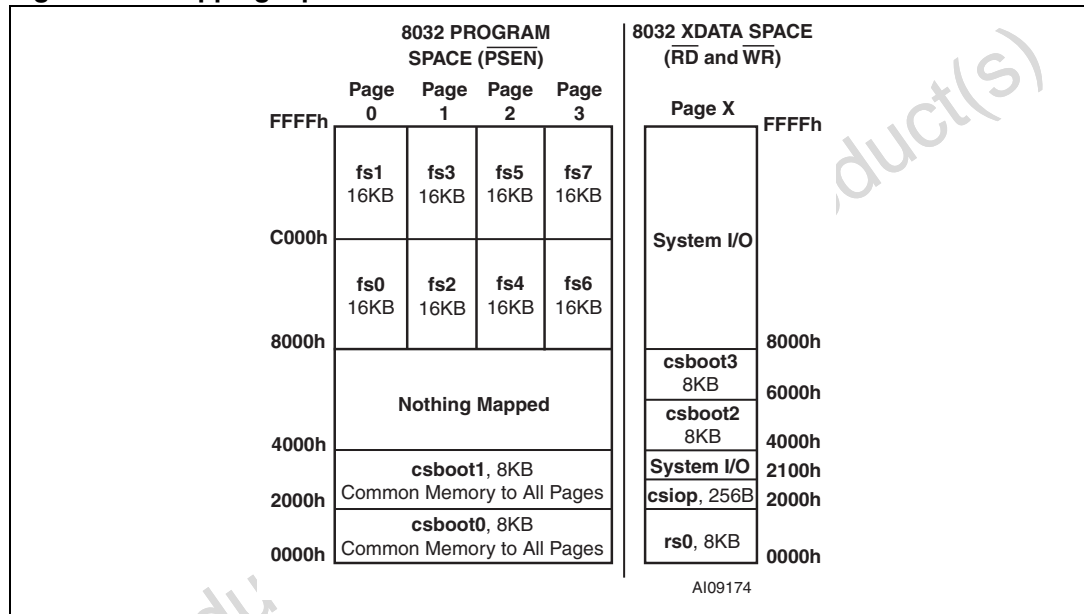 8032 PROGRAM
SPACE (PSEN)
Page 0
Page 1
Page 2
Page 3
FFFFh
fs1
16KB
fs3
16KB
fs5
16KB
fs7
16KB
C000h
fs0
16KB
fs2
16KB
fs4
16KB
fs6
16KB
8000h
Nothing Mapped
4000h
csboot1, 8KB
Common Memory to All Pages
2000h
csboot0, 8KB
Common Memory to All Pages
0000h
8032 XDATA SPACE
(RD and WR)
Page X
FFFFh
System I/O
8000h
csboot3
8KB
6000h
csboot2
8KB
4000h
System I/O
2100h
csiop, 256B
2000h
rs0, 8KB
0000h
AI09174